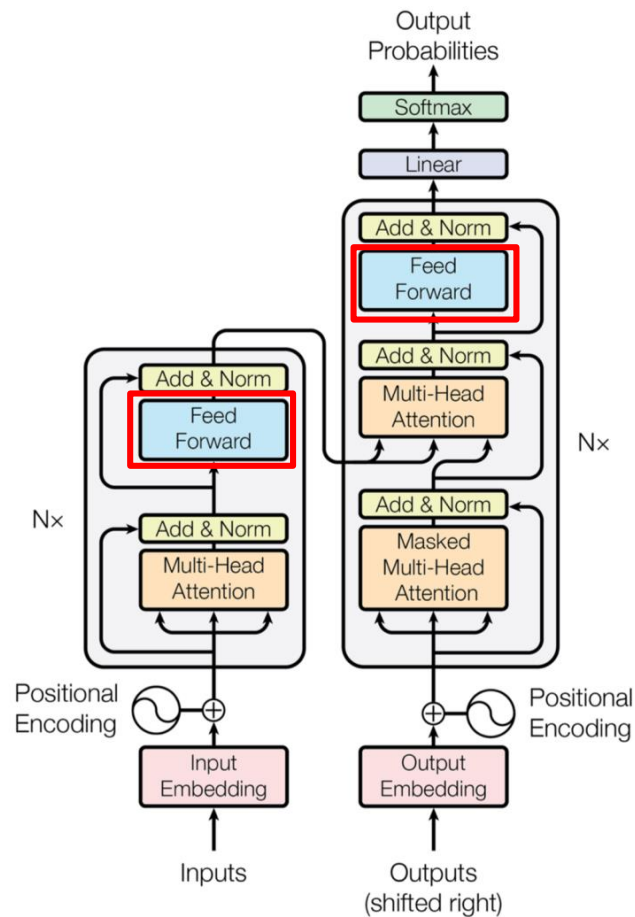 Output
Probabilities
Softmax
Linear
Add & Norm
Feed
Forward
Add & Norm
Multi-Head
Attention
Add & Norm
Masked
Multi-Head
Attention
Nx
Add & Norm
Feed
Forward
Add & Norm
Multi-Head
Attention
Nx
Positional
Encoding
Positional
Encoding
Input
Embedding
Output
Embedding
Inputs
Outputs
(shifted right)